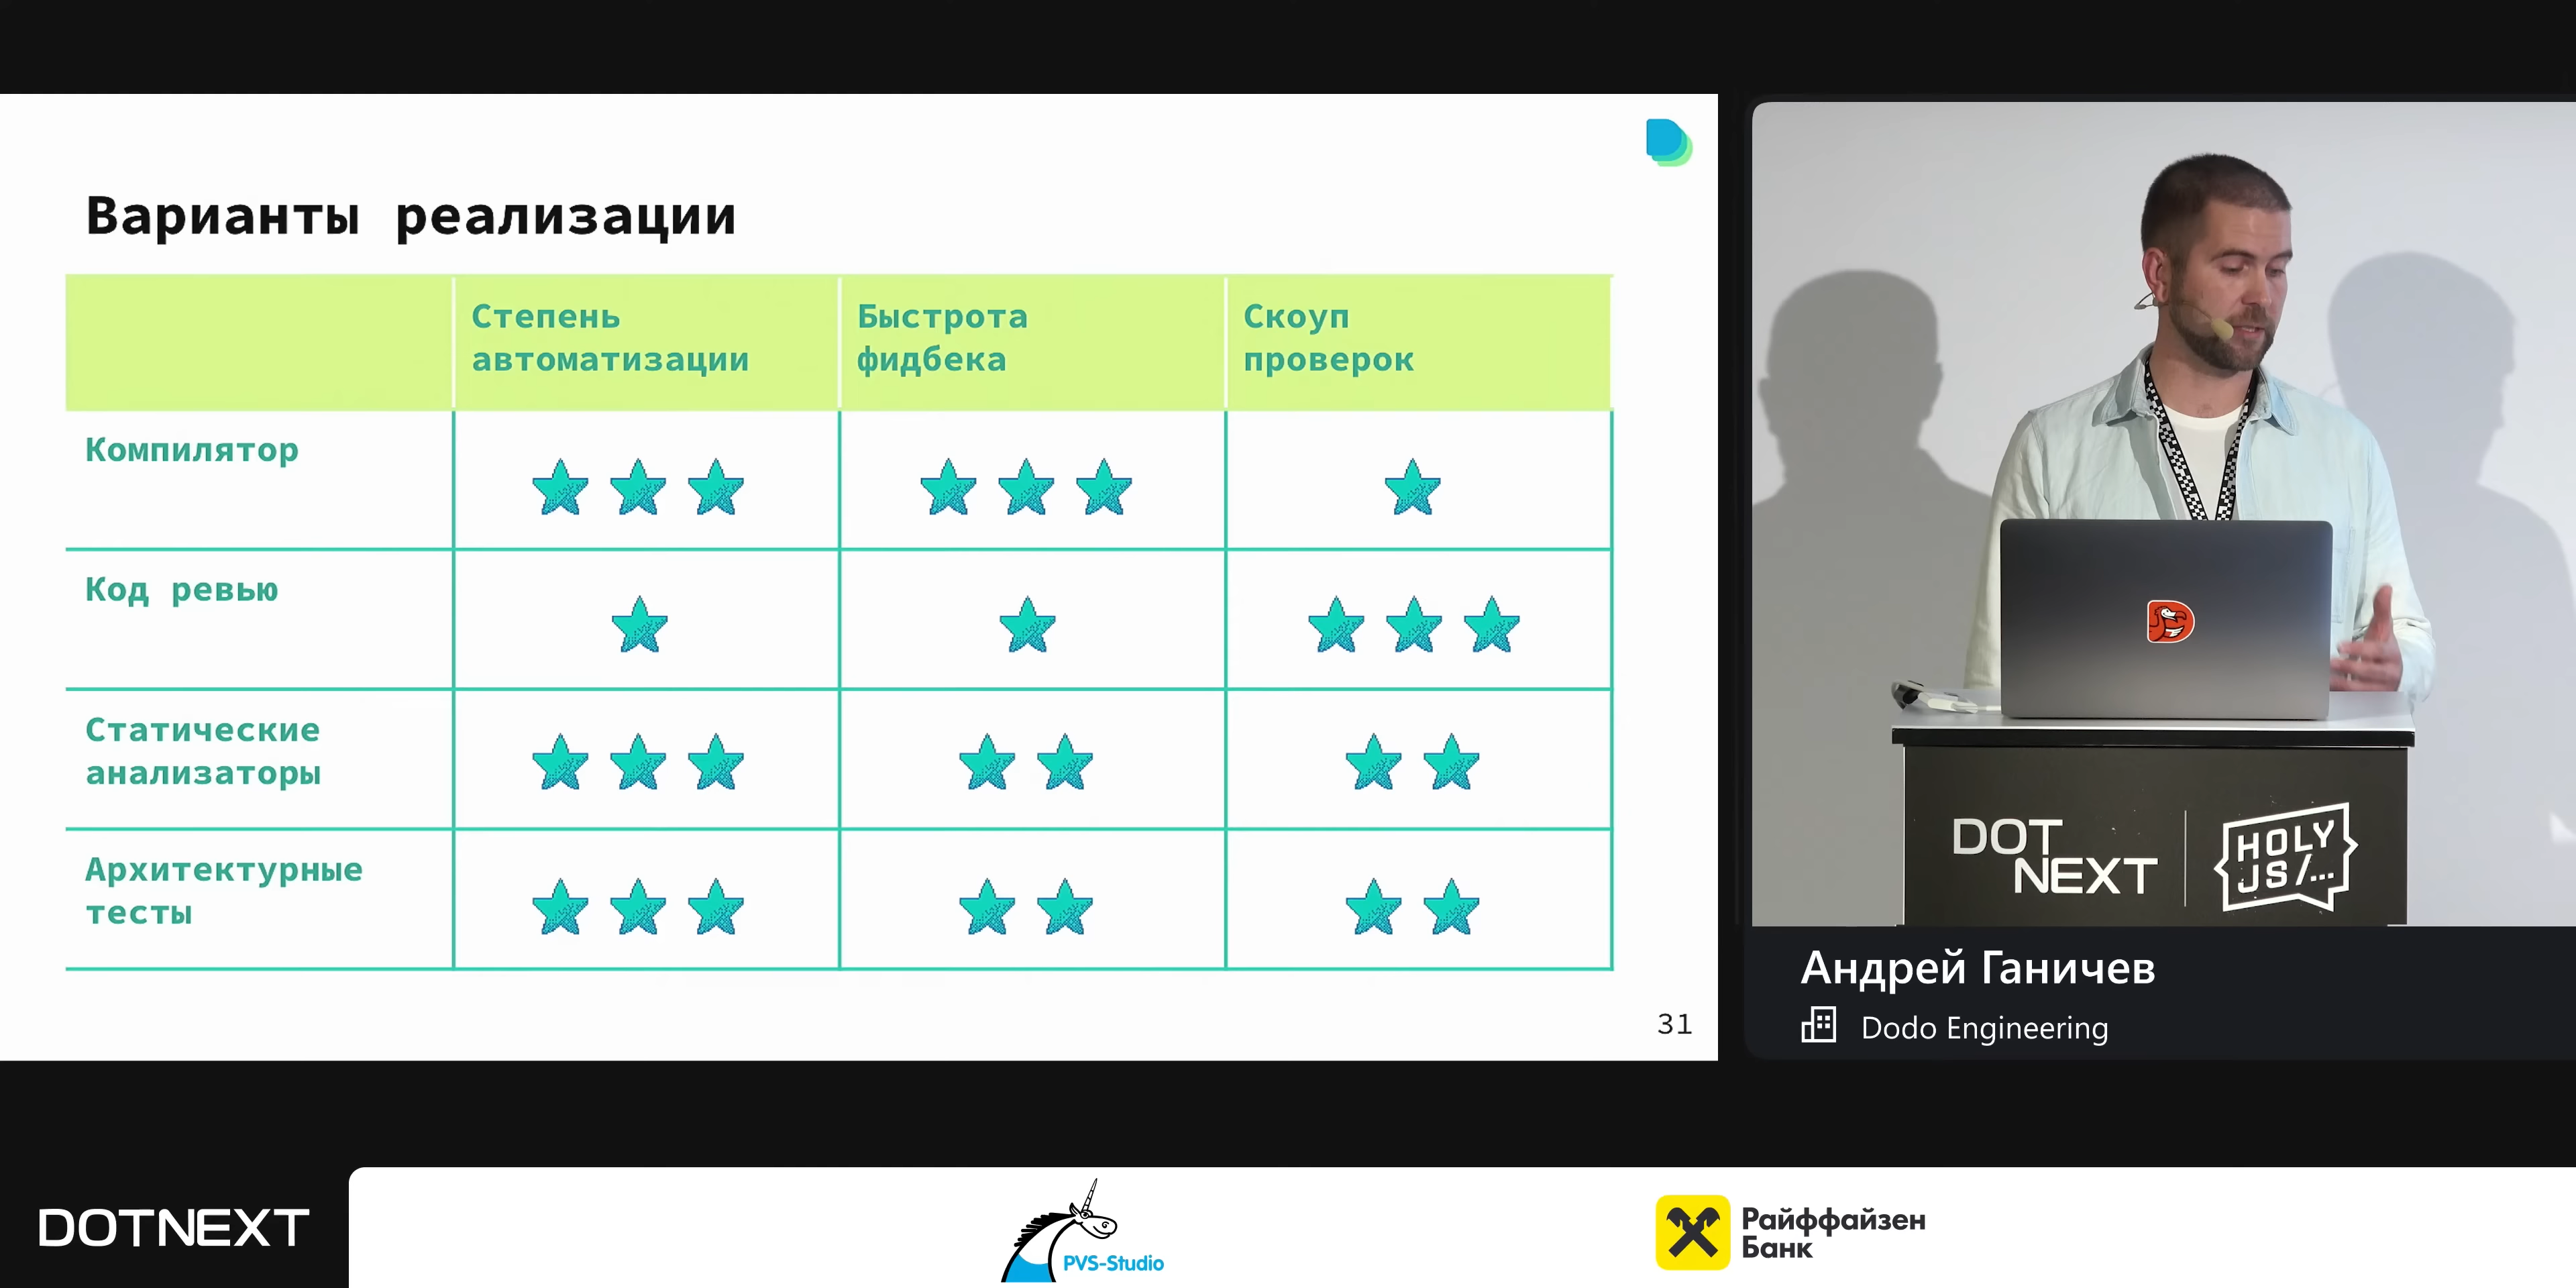 Варианты реализации
Степень
автоматизации
Быстрота
фидбека
Скоуп
проверок
Компилятор
Код ревью
Статические
анализаторы
Архитектурные
тесты
31
DOT
NEXT
HOLY
JS/...
Андрей Ганичев
Dodo Engineering
DOTNEXT
PVS-Studio
Райффайзен
Банк